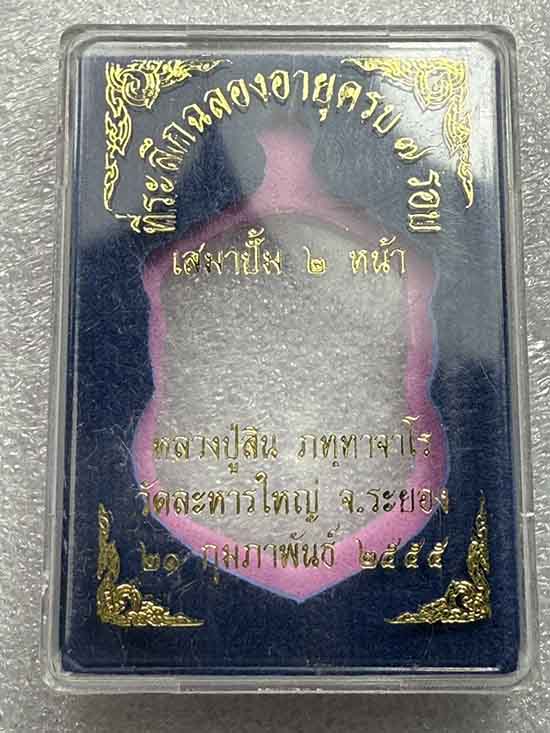 ที่ระลึกฉลองอายุครบ ๗ รอบ
เสมาปั๊ม ๒ หน้า
หลวงปู่สิน ภทฺทาจาโร
วัดละหารใหญ่ จ.ระยอง
๒๑ กุมภาพันธ์ ๒๕๕๕